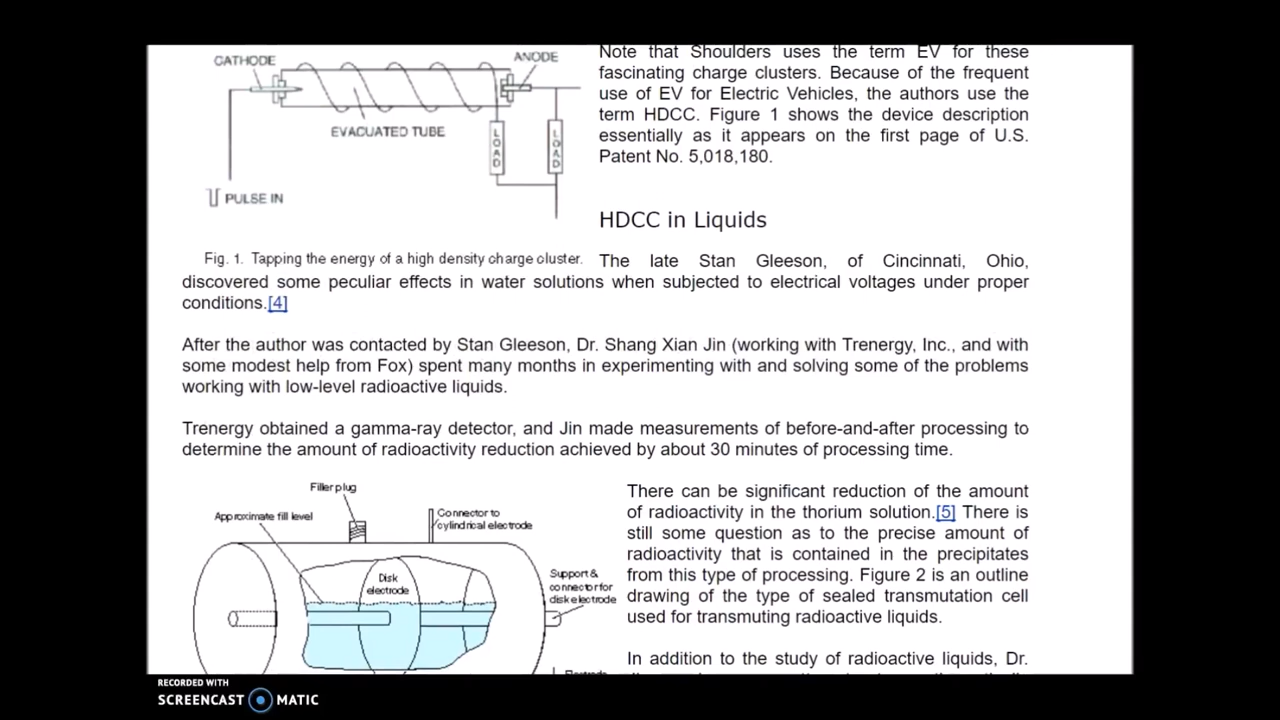 CATHODE
ANODE
EVACUATED TUBE
LOAD
LOAD
PULSE IN
Fig. 1. Tapping the energy of a high density charge cluster.
Note that Shoulders uses the term EV for these
fascinating charge clusters. Because of the frequent
use of EV for Electric Vehicles, the authors use the
term HDCC. Figure 1 shows the device description
essentially as it appears on the first page of U.S.
Patent No. 5,018,180.
HDCC in Liquids
The late Stan Gleeson, of Cincinnati, Ohio,
discovered some peculiar effects in water solutions when subjected to electrical voltages under proper
conditions.[4]
After the author was contacted by Stan Gleeson, Dr. Shang Xian Jin (working with Trenergy, Inc., and with
some modest help from Fox) spent many months in experimenting with and solving some of the problems
working with low-level radioactive liquids.
Trenergy obtained a gamma-ray detector, and Jin made measurements of before-and-after processing to
determine the amount of radioactivity reduction achieved by about 30 minutes of processing time.
Filler plug
Approximate fill level
Connector to
cylindrical electrode
Disk
electrode
Support &
connector for
disk electrode
There can be significant reduction of the amount
of radioactivity in the thorium solution.[5] There is
still some question as to the precise amount of
radioactivity that is contained in the precipitates
from this type of processing. Figure 2 is an outline
drawing of the type of sealed transmutation cell
used for transmuting radioactive liquids.
In addition to the study of radioactive liquids, Dr.
RECORDED WITH
SCREENCAST MATIC